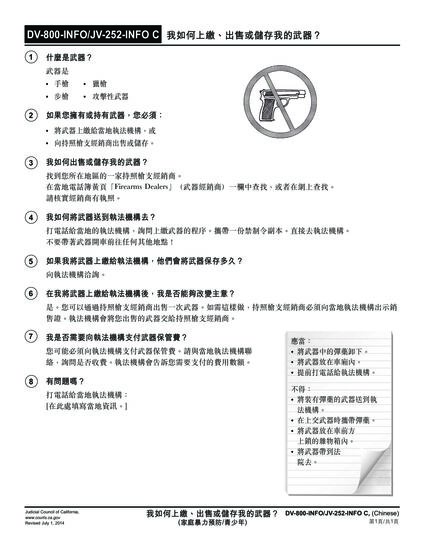 DV-800-INFO/JV-252-INFO C 我如何上繳、出售或儲存我的武器？
1 什麼是武器？
武器是
• 手槍 • 獵槍
• 步槍 • 攻擊性武器
2 如果您擁有或持有武器，您必須：
• 將武器上繳給當地執法機構，或
• 向持照槍支經銷商出售或儲存。
3 我如何出售或儲存我的武器？
找到您所在地區的一家持照槍支經銷商。
在當地電話簿黃頁「Firearms Dealers」（武器經銷商）一欄中查找、或者在網上查找。
請核實經銷商有執照。
4 我如何將武器送到執法機構去？
打電話給當地的執法機構，詢問上繳武器的程序。攜帶一份禁制令副本。直接去執法機構。
不要帶著武器開車前往任何其他地點！
5 如果我將武器上繳給執法機構，他們會將武器保存多久？
向執法機構洽詢。
6 在我將武器上繳給執法機構後，我是否能夠改變主意？
是。您可以通過持照槍支經銷商出售一次武器。如需這樣做，持照槍支經銷商必須向當地執法機構出示銷
售證。執法機構會將您出售的武器交給持照槍支經銷商。
7 我是否需要向執法機構支付武器保管費？
您可能必須向執法機構支付武器保管費。請與當地執法機構聯
絡，詢問是否收費。執法機構會告訴您需要支付的費用數額。
8 有問題嗎？
打電話給當地執法機構：
[在此處填寫當地資訊。]
應當：
• 將武器中的彈藥卸下。
• 將武器放在車廂內。
• 提前打電話給執法機構。
不得：
• 將裝有彈藥的武器送到執
法機構。
• 在上交武器時攜帶彈藥。
• 將武器放在車前方
上鎖的雜物箱內。
• 將武器帶到法
院去。
Judicial Council of California,
www.courts.ca.gov
Revised July 1, 2014
我如何上繳、出售或儲存我的武器？ DV-800-INFO/JV-252-INFO C, (Chinese)
(家庭暴力預防/青少年) 第1頁/共1頁